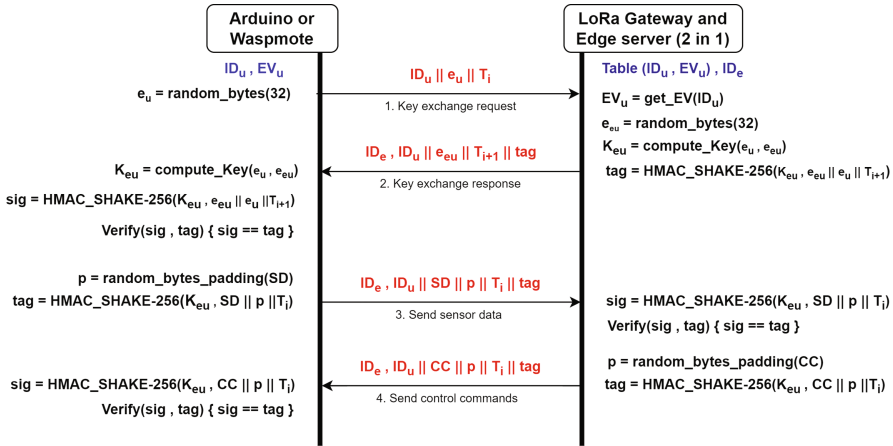 Arduino or
Waspmote
LoRa Gateway and
Edge server (2 in 1)
IDu , EVu
eu = random_bytes(32)
IDu || eu || Ti
1. Key exchange request
Table (IDu , EVu) , IDe
EVu = get_EV(IDu)
eeu = random_bytes(32)
Keu = compute_Key(eu , eeu)
tag = HMAC_SHAKE-256(Keu , eeu || eu || Ti+1)
IDe , IDu || eeu || Ti+1 || tag
2. Key exchange response
Keu = compute_Key(eu , eeu)
sig = HMAC_SHAKE-256(Keu , eeu || eu ||Ti+1)
Verify(sig , tag) { sig == tag }
p = random_bytes_padding(SD)
tag = HMAC_SHAKE-256(Keu , SD || p ||Ti)
IDe , IDu || SD || p || Ti || tag
3. Send sensor data
sig = HMAC_SHAKE-256(Keu , SD || p || Ti)
Verify(sig , tag) { sig == tag }
p = random_bytes_padding(CC)
tag = HMAC_SHAKE-256(Keu , CC || p ||Ti)
IDe , IDu || CC || p || Ti || tag
4. Send control commands
sig = HMAC_SHAKE-256(Keu , CC || p || Ti)
Verify(sig , tag) { sig == tag }